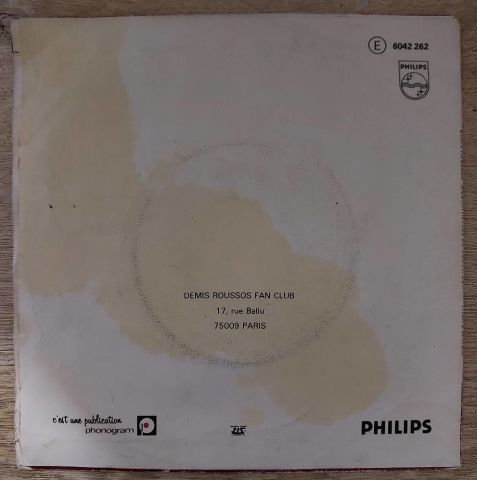 E 6042 262
PHILIPS
DEMIS ROUSSOS FAN CLUB
17, rue Ballu
75009 PARIS
c'est une publication
phonogram
PHILIPS